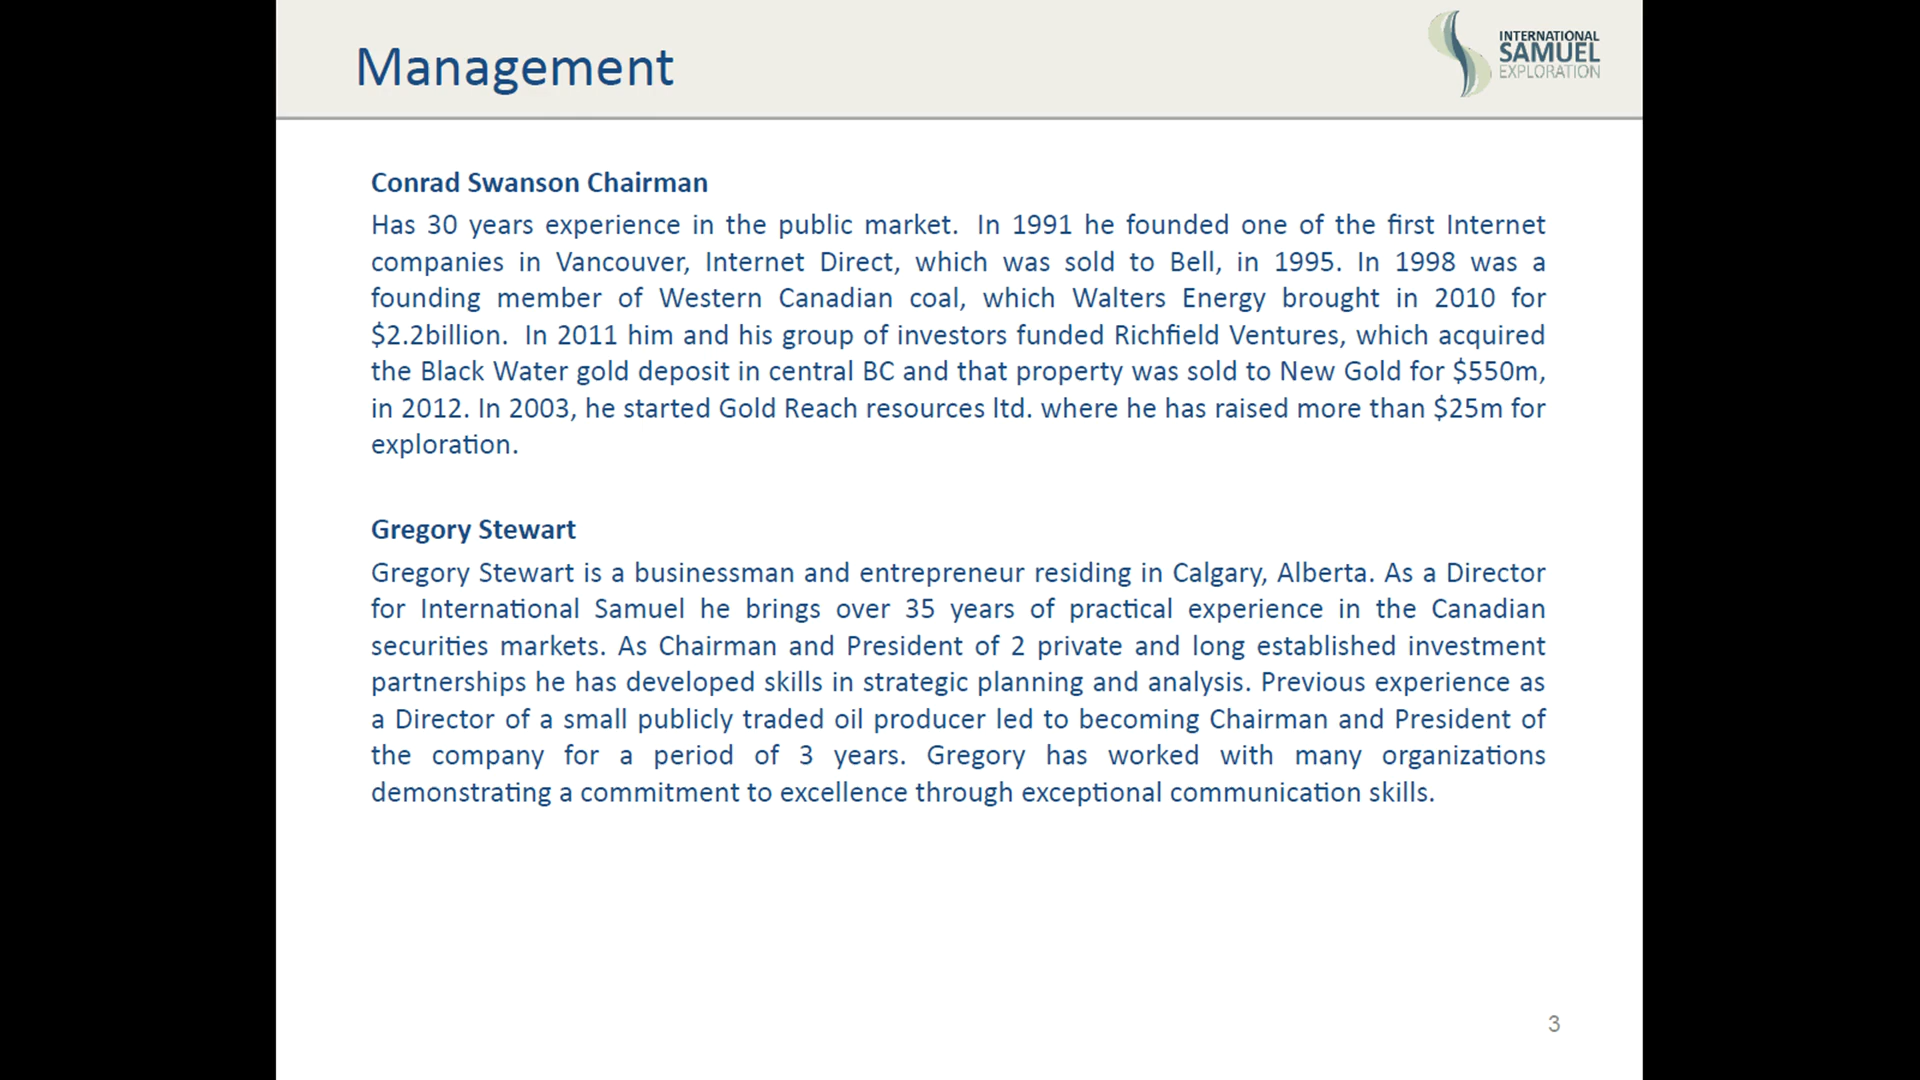 Management
INTERNATIONAL
SAMUEL
EXPLORATION
Conrad Swanson Chairman
Has 30 years experience in the public market. In 1991 he founded one of the first Internet
companies in Vancouver, Internet Direct, which was sold to Bell, in 1995. In 1998 was a
founding member of Western Canadian coal, which Walters Energy brought in 2010 for
$2.2billion. In 2011 him and his group of investors funded Richfield Ventures, which acquired
the Black Water gold deposit in central BC and that property was sold to New Gold for $550m,
in 2012. In 2003, he started Gold Reach resources ltd. where he has raised more than $25m for
exploration.
Gregory Stewart
Gregory Stewart is a businessman and entrepreneur residing in Calgary, Alberta. As a Director
for International Samuel he brings over 35 years of practical experience in the Canadian
securities markets. As Chairman and President of 2 private and long established investment
partnerships he has developed skills in strategic planning and analysis. Previous experience as
a Director of a small publicly traded oil producer led to becoming Chairman and President of
the company for a period of 3 years. Gregory has worked with many organizations
demonstrating a commitment to excellence through exceptional communication skills.
3